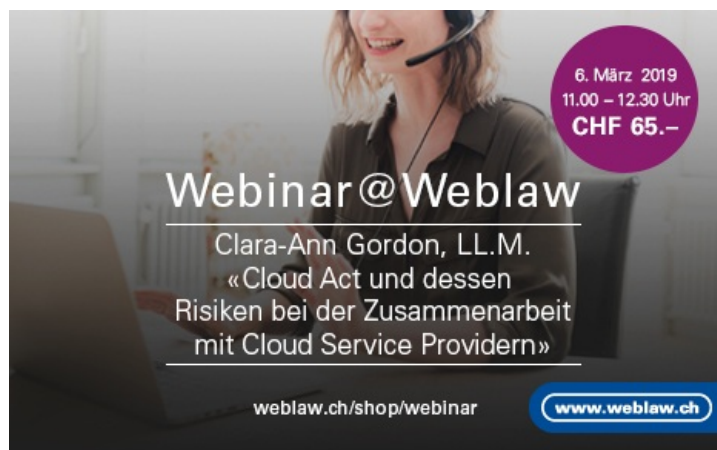 6. März 2019
11.00 – 12.30 Uhr
CHF 65.–
Webinar@Weblaw
Clara-Ann Gordon, LL.M.
«Cloud Act und dessen
Risiken bei der Zusammenarbeit
mit Cloud Service Providern»
weblaw.ch/shop/webinar
www.weblaw.ch